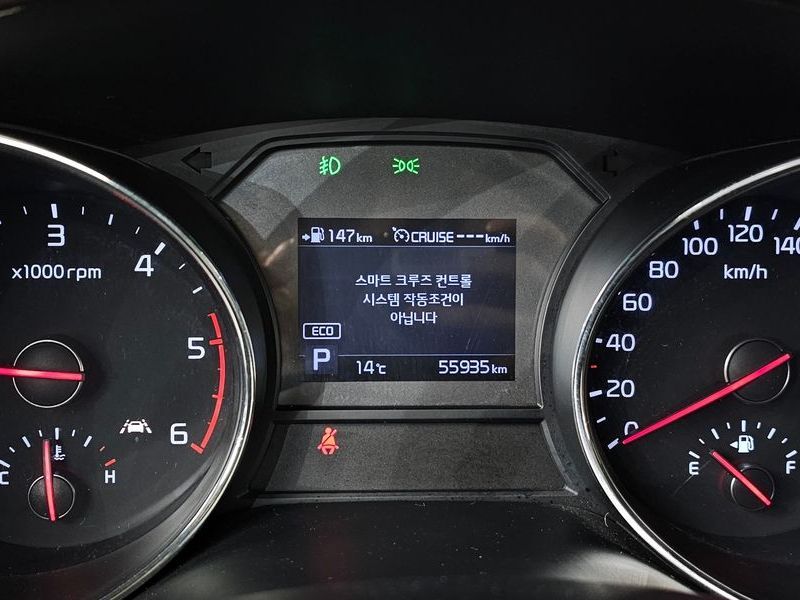 3
4
5
6
x1000rpm
C
H
147km
CRUISE---km/h
스마트 크루즈 컨트롤
시스템 작동조건이
아닙니다
ECO
P
14℃
55935km
0
20
40
60
80
100
120
140
km/h
E
F